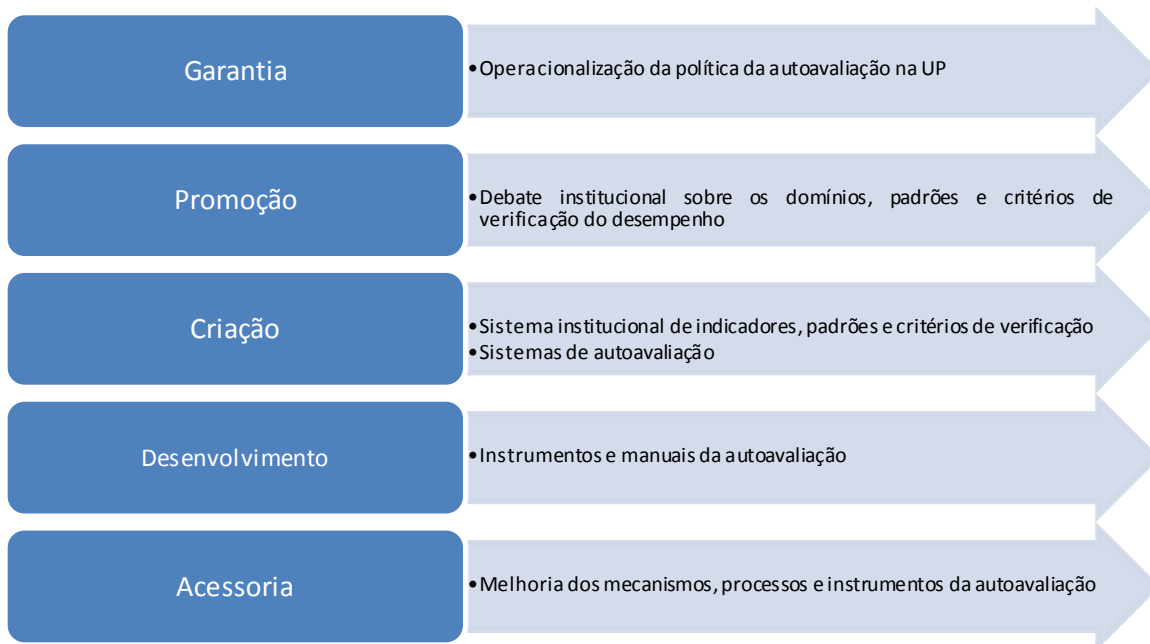 Garantia
•Operacionalização da política da autoavaliação na UP
Promoção
•Debate institucional sobre os domínios, padrões e critérios de
verificação do desempenho
Criação
•Sistema institucional de indicadores, padrões e critérios de verificação
•Sistemas de autoavaliação
Desenvolvimento
•Instrumentos e manuais da autoavaliação
Acessoria
•Melhoria dos mecanismos, processos e instrumentos da autoavaliação